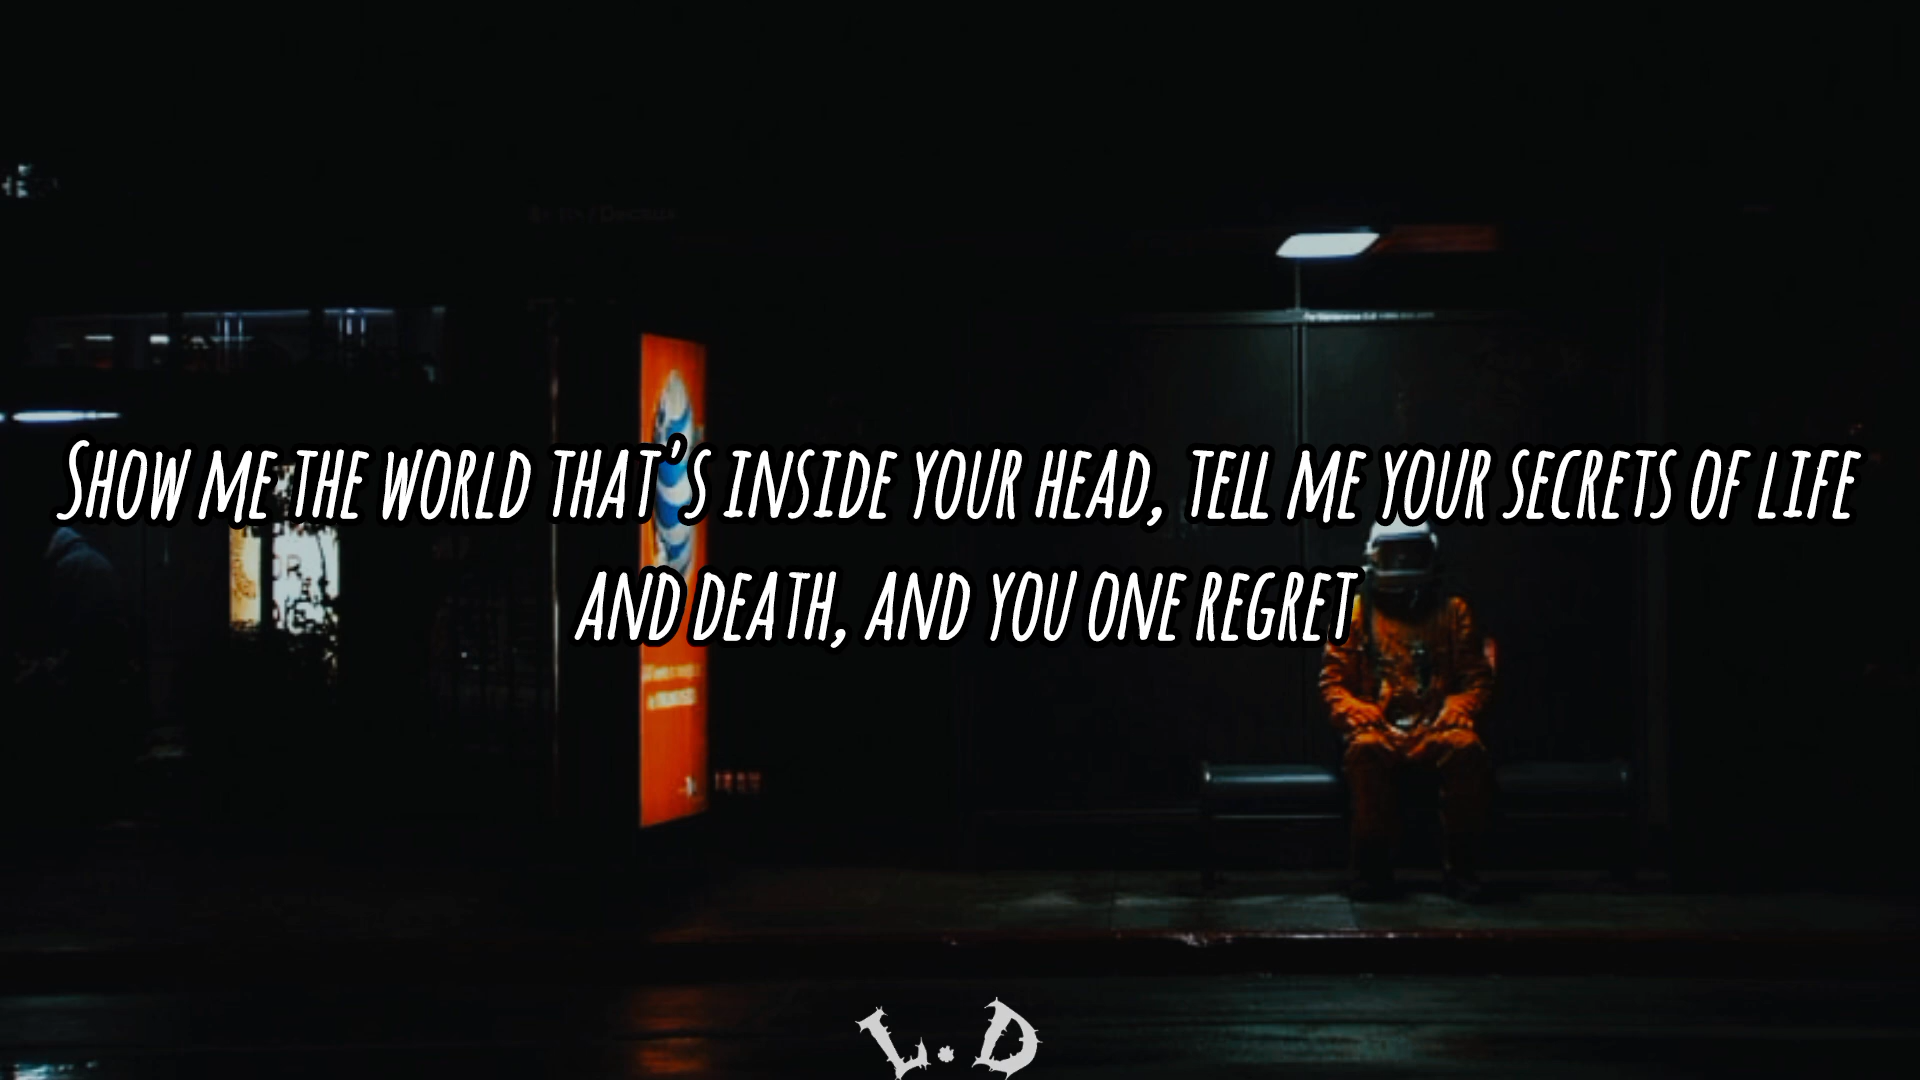 Show me the world that's inside your head, tell me your secrets of life
and death, and you one regret
L.D